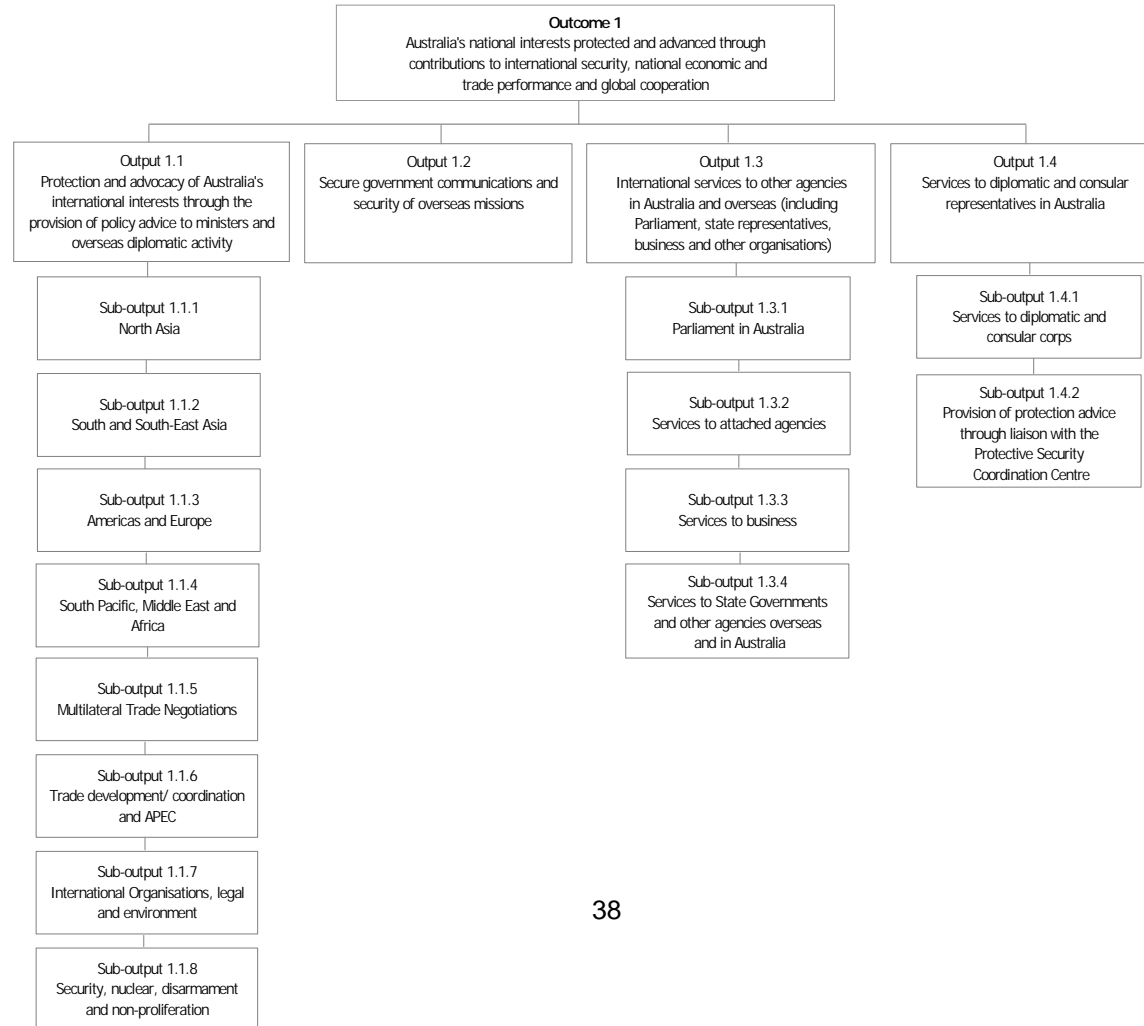 Outcome 1
Australia's national interests protected and advanced through
contributions to international security, national economic and
trade performance and global cooperation
Output 1.1
Protection and advocacy of Australia's
international interests through the
provision of policy advice to ministers and
overseas diplomatic activity
Output 1.2
Secure government communications and
security of overseas missions
Output 1.3
International services to other agencies
in Australia and overseas (including
Parliament, state representatives,
business and other organisations)
Output 1.4
Services to diplomatic and consular
representatives in Australia
Sub-output 1.1.1
North Asia
Sub-output 1.1.2
South and South-East Asia
Sub-output 1.1.3
Americas and Europe
Sub-output 1.1.4
South Pacific, Middle East and
Africa
Sub-output 1.1.5
Multilateral Trade Negotiations
Sub-output 1.1.6
Trade development/ coordination
and APEC
Sub-output 1.1.7
International Organisations, legal
and environment
Sub-output 1.1.8
Security, nuclear, disarmament
and non-proliferation
Sub-output 1.3.1
Parliament in Australia
Sub-output 1.3.2
Services to attached agencies
Sub-output 1.3.3
Services to business
Sub-output 1.3.4
Services to State Governments
and other agencies overseas
and in Australia
Sub-output 1.4.1
Services to diplomatic and
consular corps
Sub-output 1.4.2
Provision of protection advice
through liaison with the
Protective Security
Coordination Centre
38